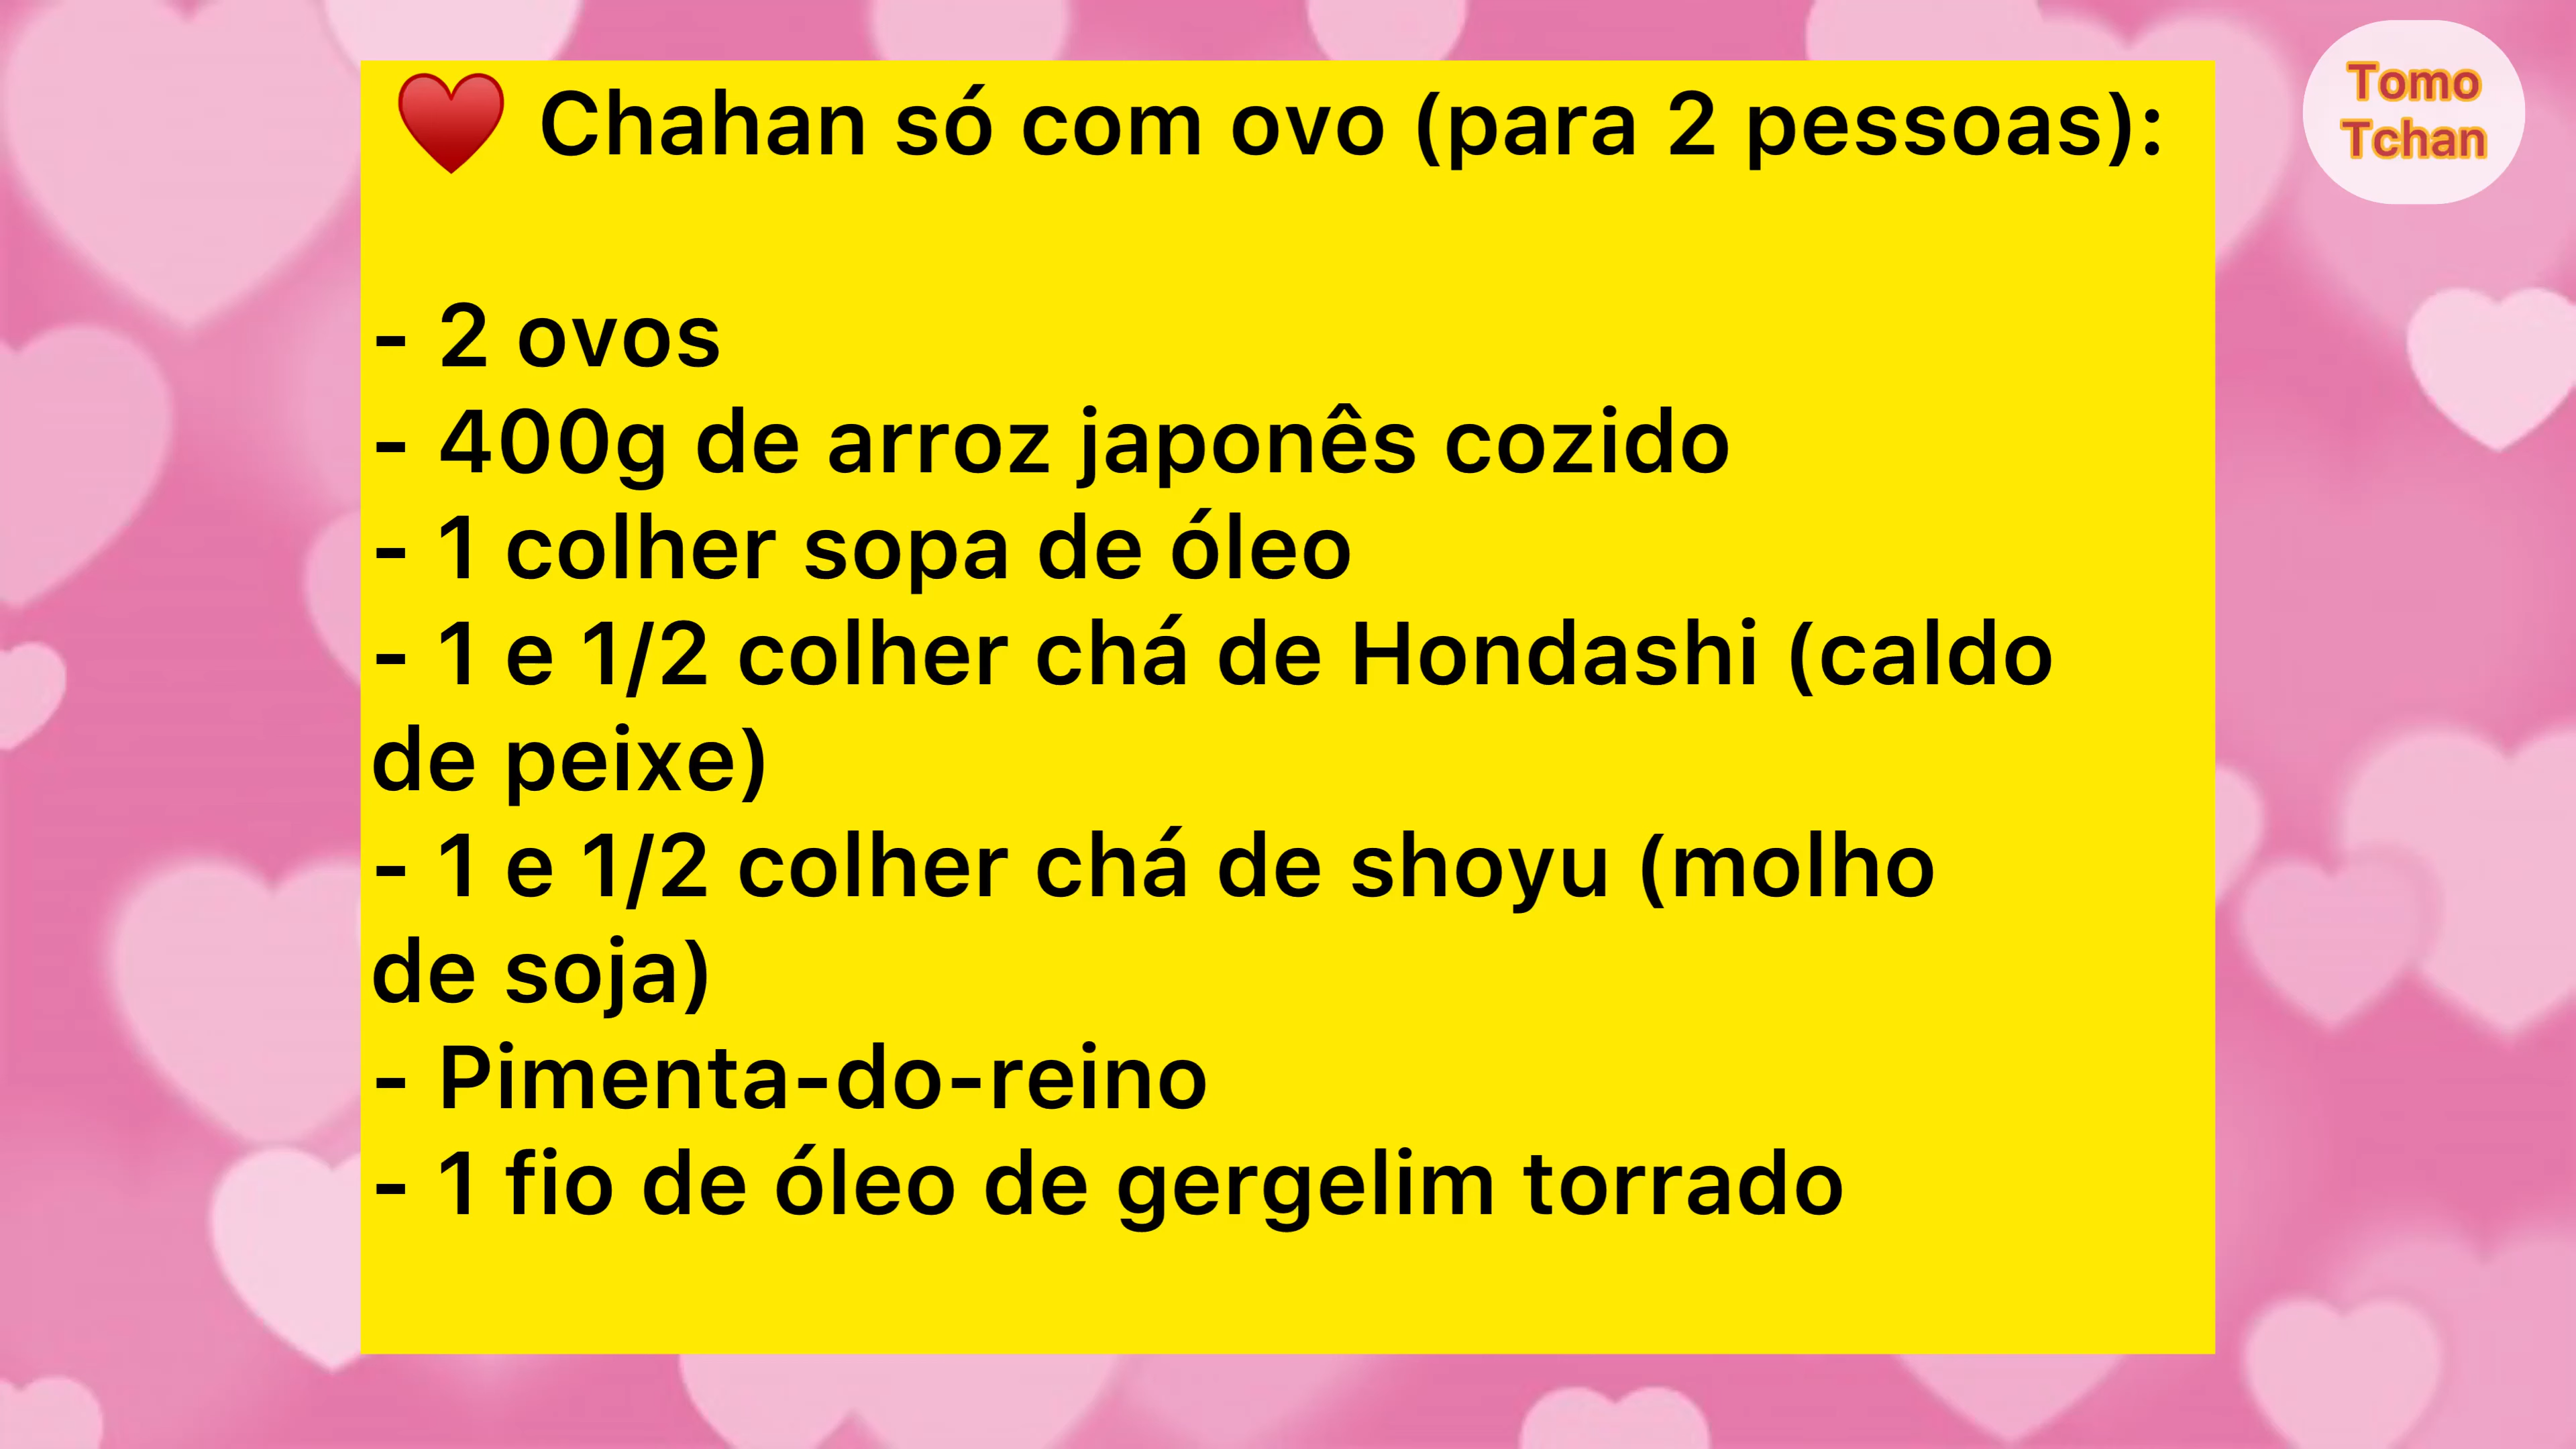 ♥ Chahan só com ovo (para 2 pessoas):
Tomo
Tchan
- 2 ovos
- 400g de arroz japonês cozido
- 1 colher sopa de óleo
- 1 e 1/2 colher chá de Hondashi (caldo
de peixe)
- 1 e 1/2 colher chá de shoyu (molho
de soja)
- Pimenta-do-reino
- 1 fio de óleo de gergelim torrado